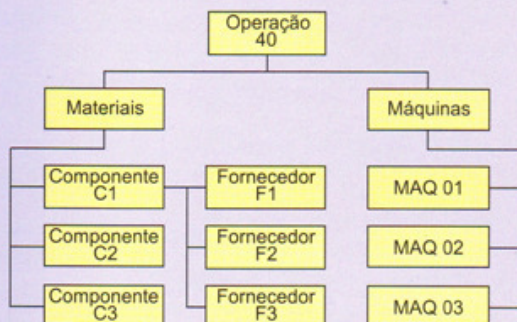 Operação
40
Materiais
Máquinas
Componente
C1
Fornecedor
F1
MAQ 01
Componente
C2
Fornecedor
F2
MAQ 02
Componente
C3
Fornecedor
F3
MAQ 03